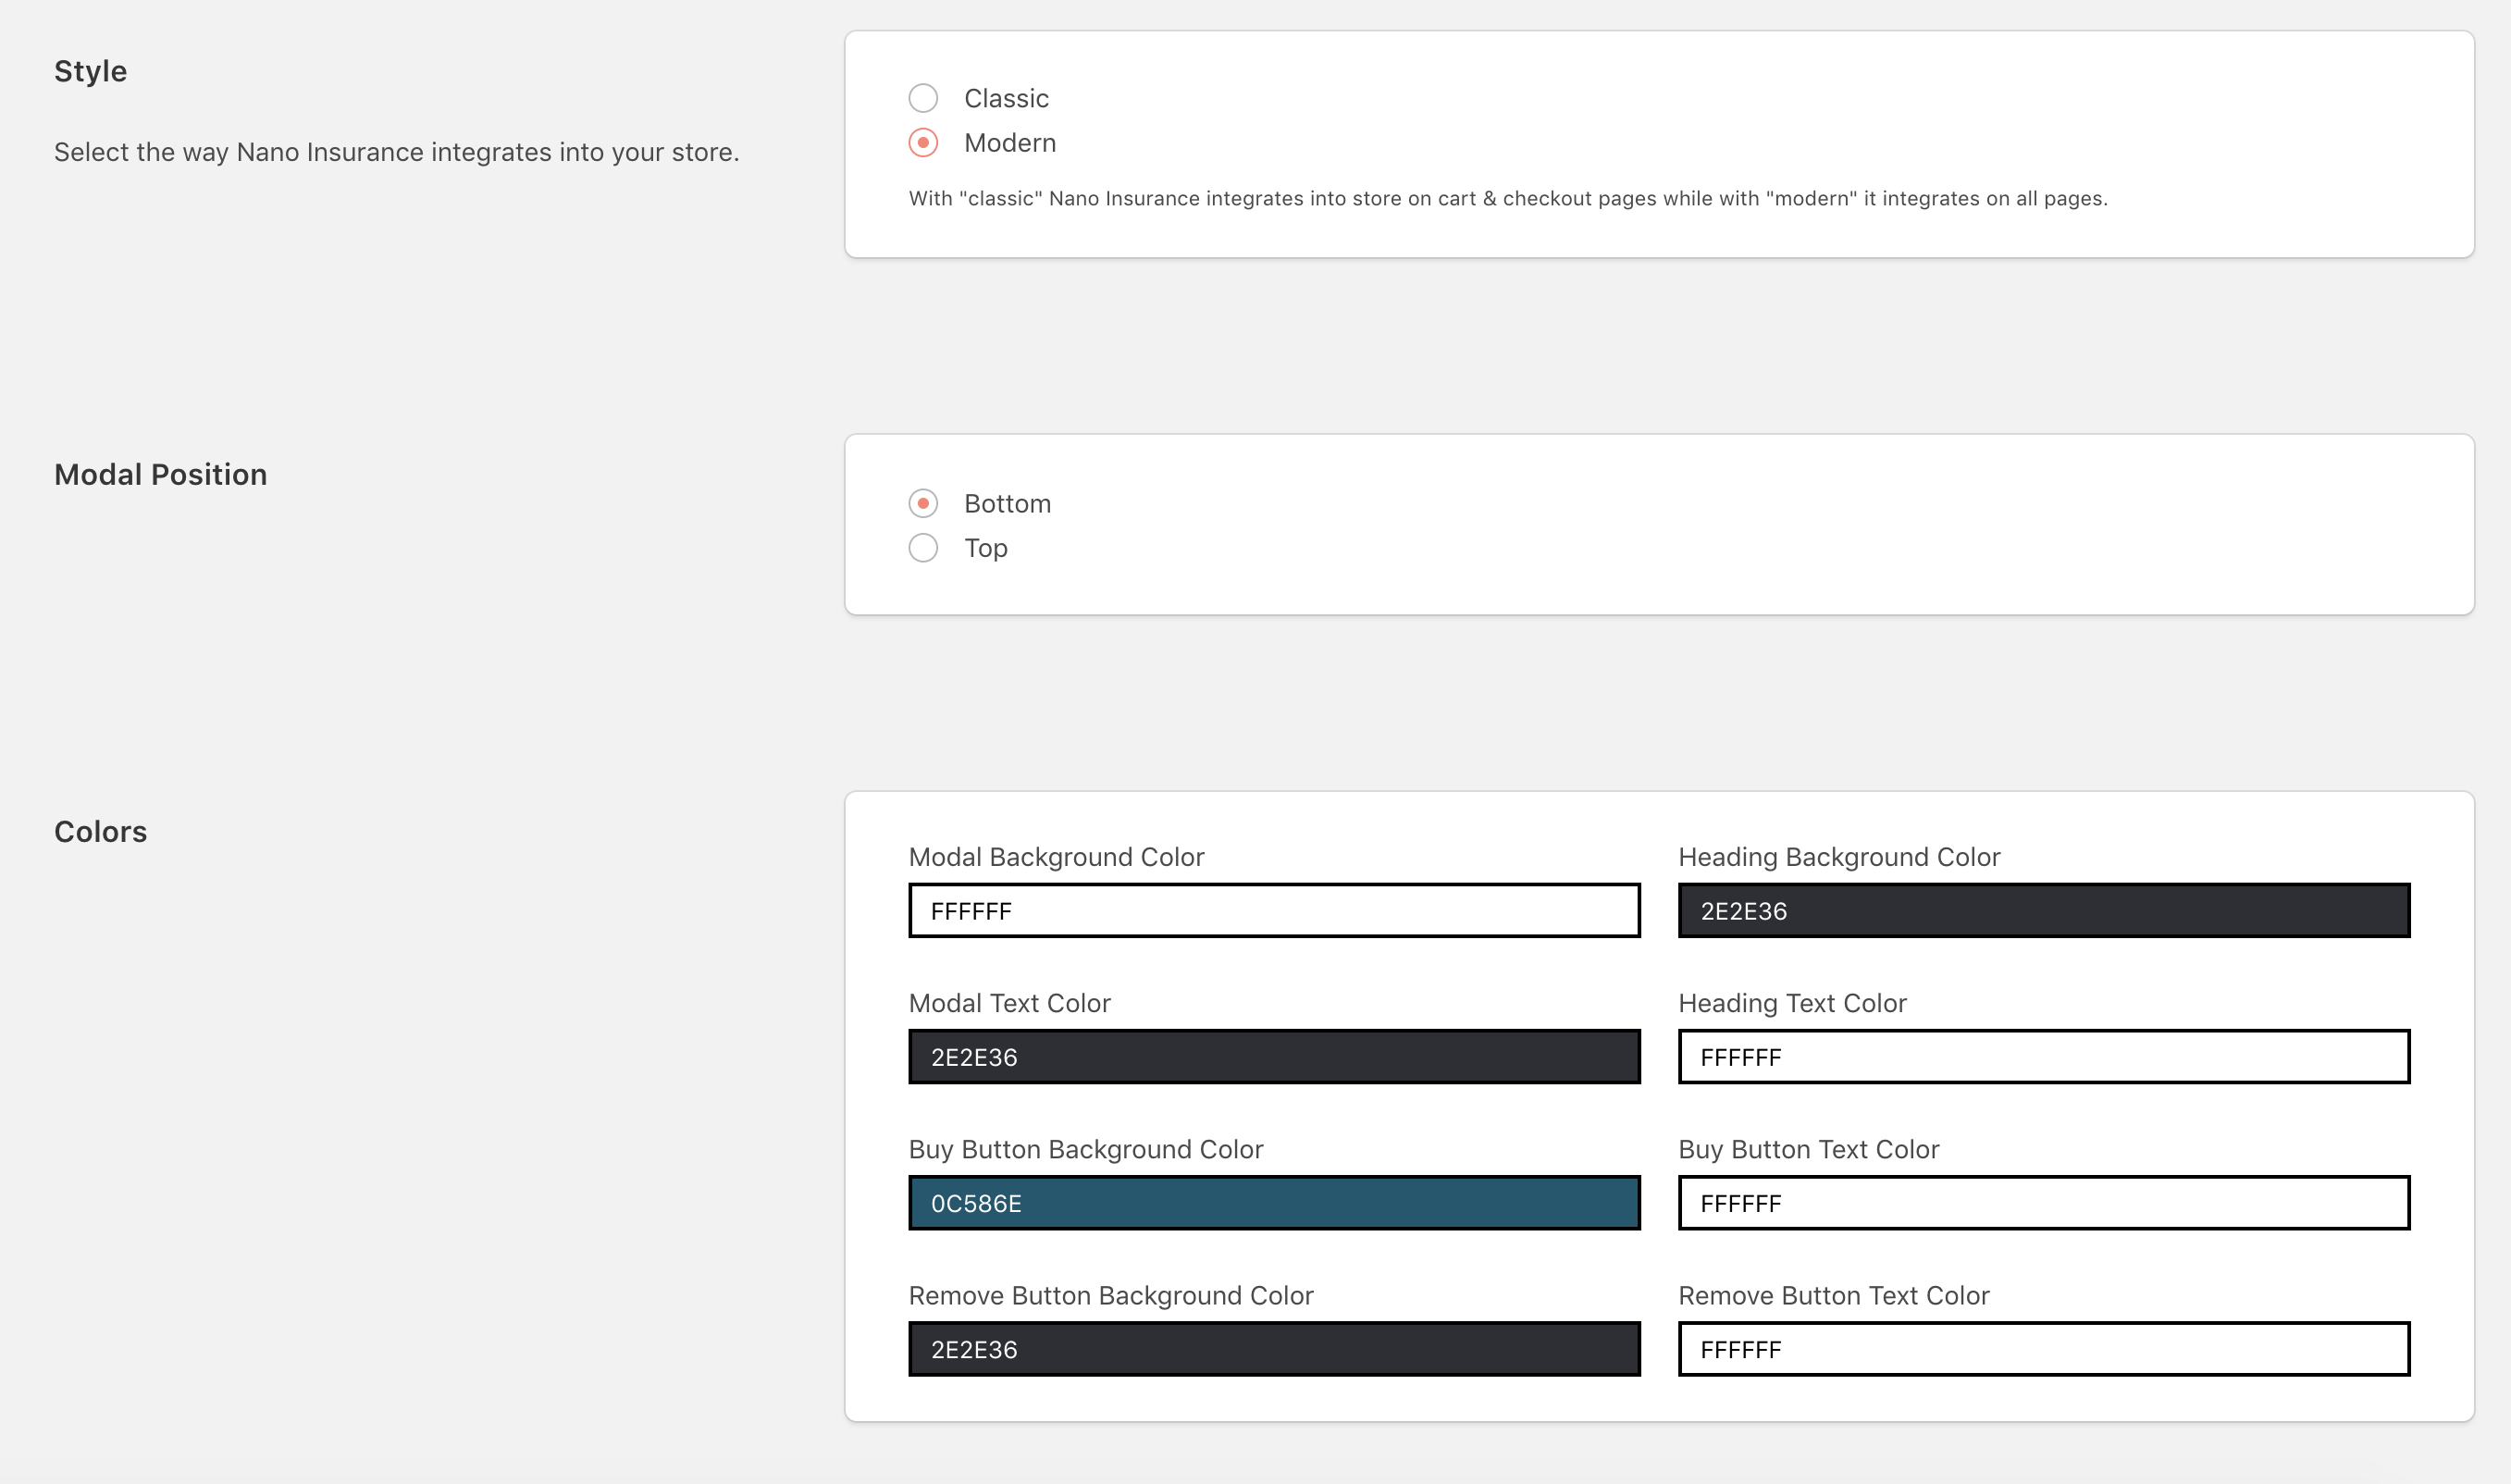 Style
Select the way Nano Insurance integrates into your store.
Classic
Modern
With "classic" Nano Insurance integrates into store on cart & checkout pages while with "modern" it integrates on all pages.
Modal Position
Bottom
Top
Colors
Modal Background Color
FFFFFF
Heading Background Color
2E2E36
Modal Text Color
2E2E36
Heading Text Color
FFFFFF
Buy Button Background Color
0C586E
Buy Button Text Color
FFFFFF
Remove Button Background Color
2E2E36
Remove Button Text Color
FFFFFF